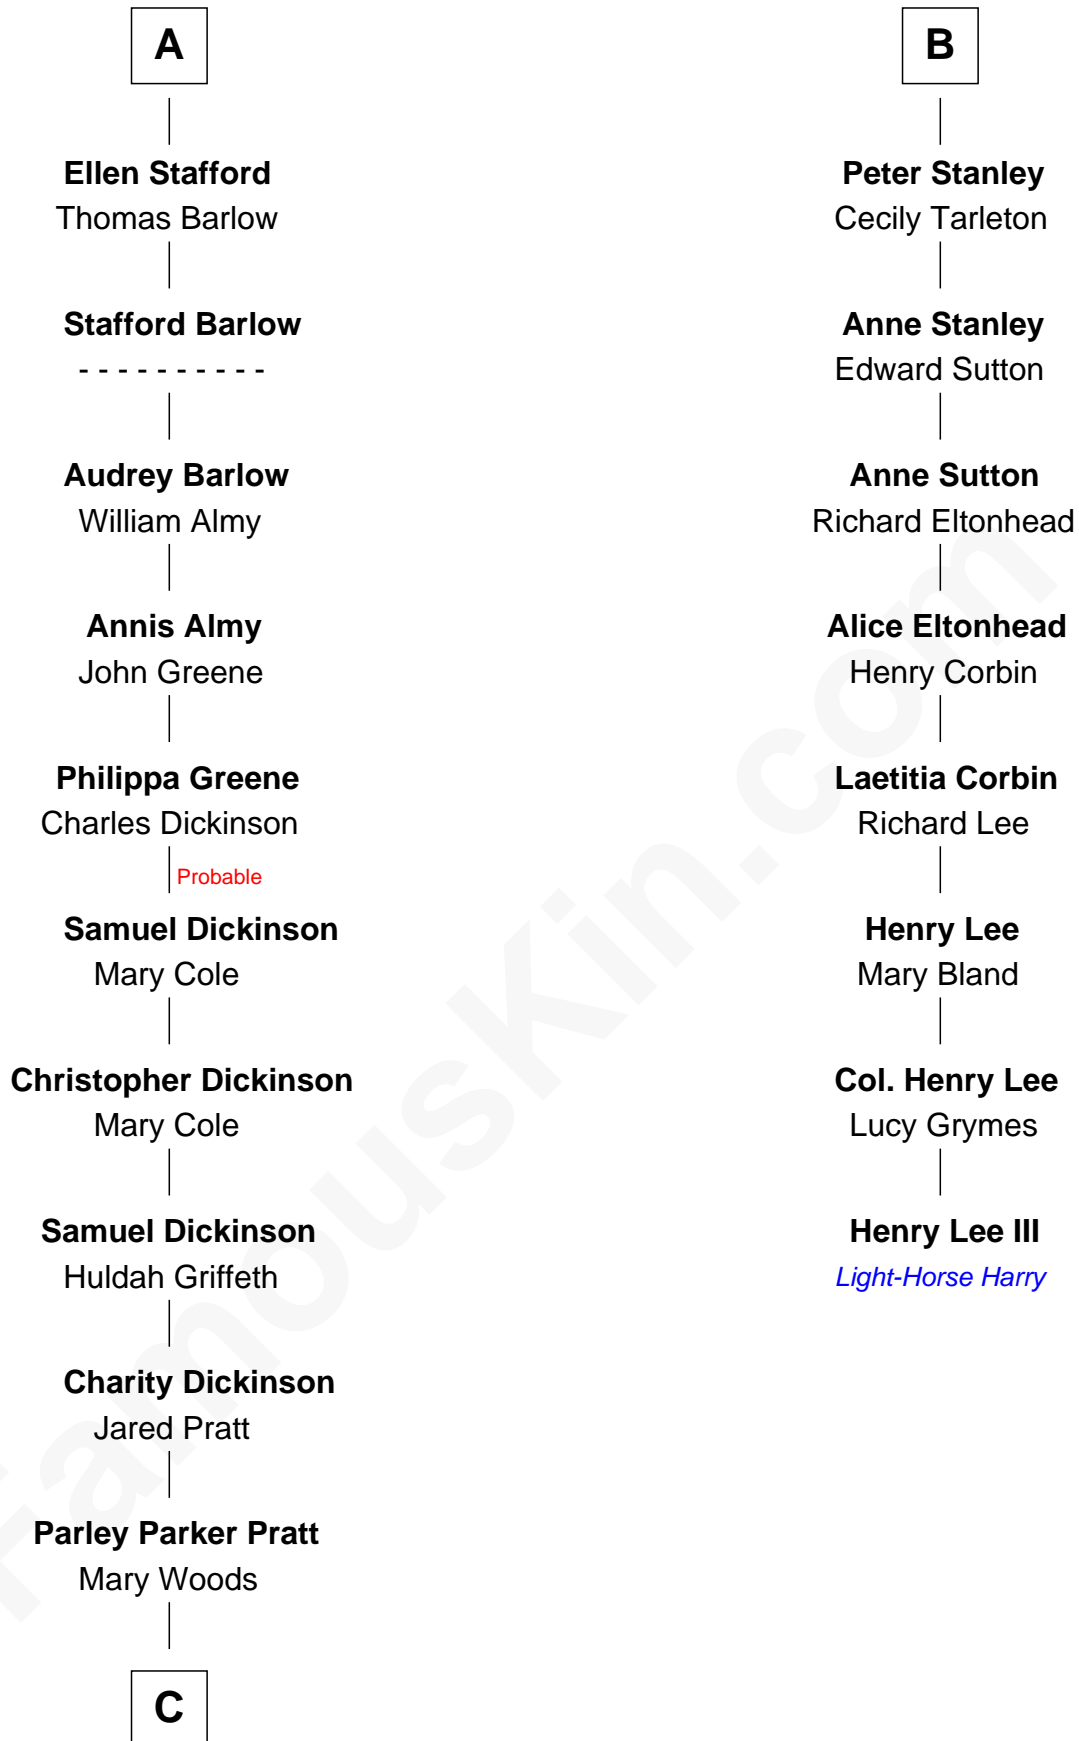 A
Ellen Stafford
Thomas Barlow
Stafford Barlow
- - - - - - - - - -
Audrey Barlow
William Almy
Annis Almy
John Greene
Philippa Greene
Charles Dickinson
Probable
Samuel Dickinson
Mary Cole
Christopher Dickinson
Mary Cole
Samuel Dickinson
Huldah Griffeth
Charity Dickinson
Jared Pratt
Parley Parker Pratt
Mary Woods
C
B
Peter Stanley
Cecily Tarleton
Anne Stanley
Edward Sutton
Anne Sutton
Richard Eltonhead
Alice Eltonhead
Henry Corbin
Laetitia Corbin
Richard Lee
Henry Lee
Mary Bland
Col. Henry Lee
Lucy Grymes
Henry Lee III
Light-Horse Harry
FamousKin.com